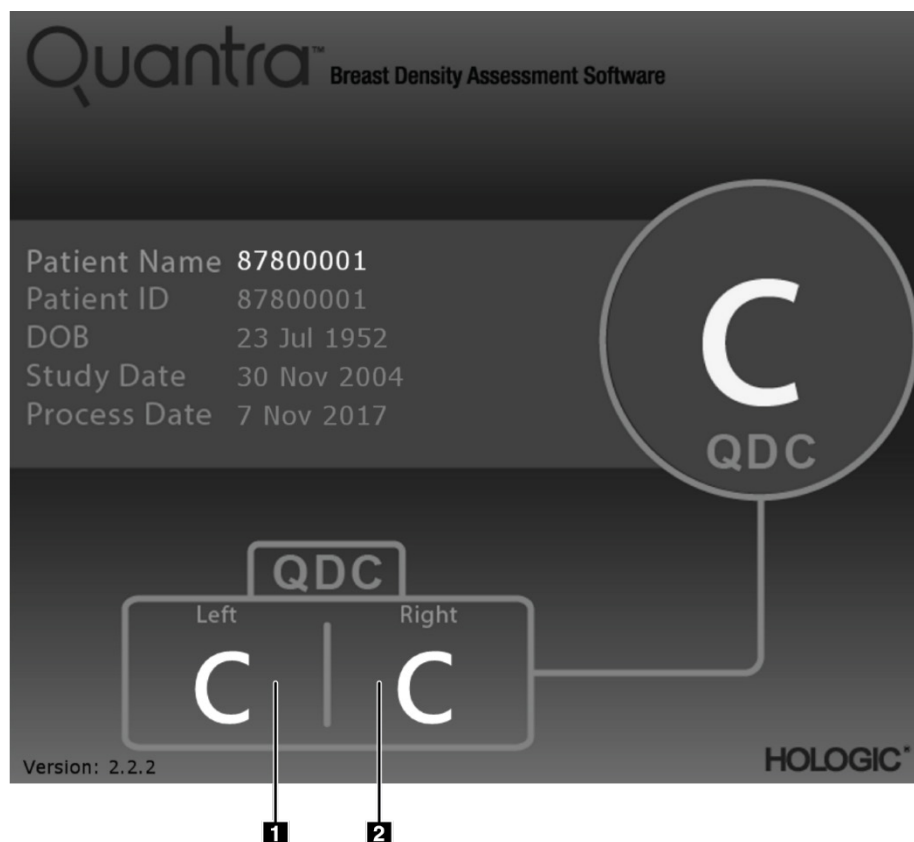 Quantra™ Breast Density Assessment Software
Patient Name 87800001
Patient ID 87800001
DOB 23 Jul 1952
Study Date 30 Nov 2004
Process Date 7 Nov 2017
C
QDC
QDC
Left Right
C C
Version: 2.2.2
HOLOGIC®
1 2